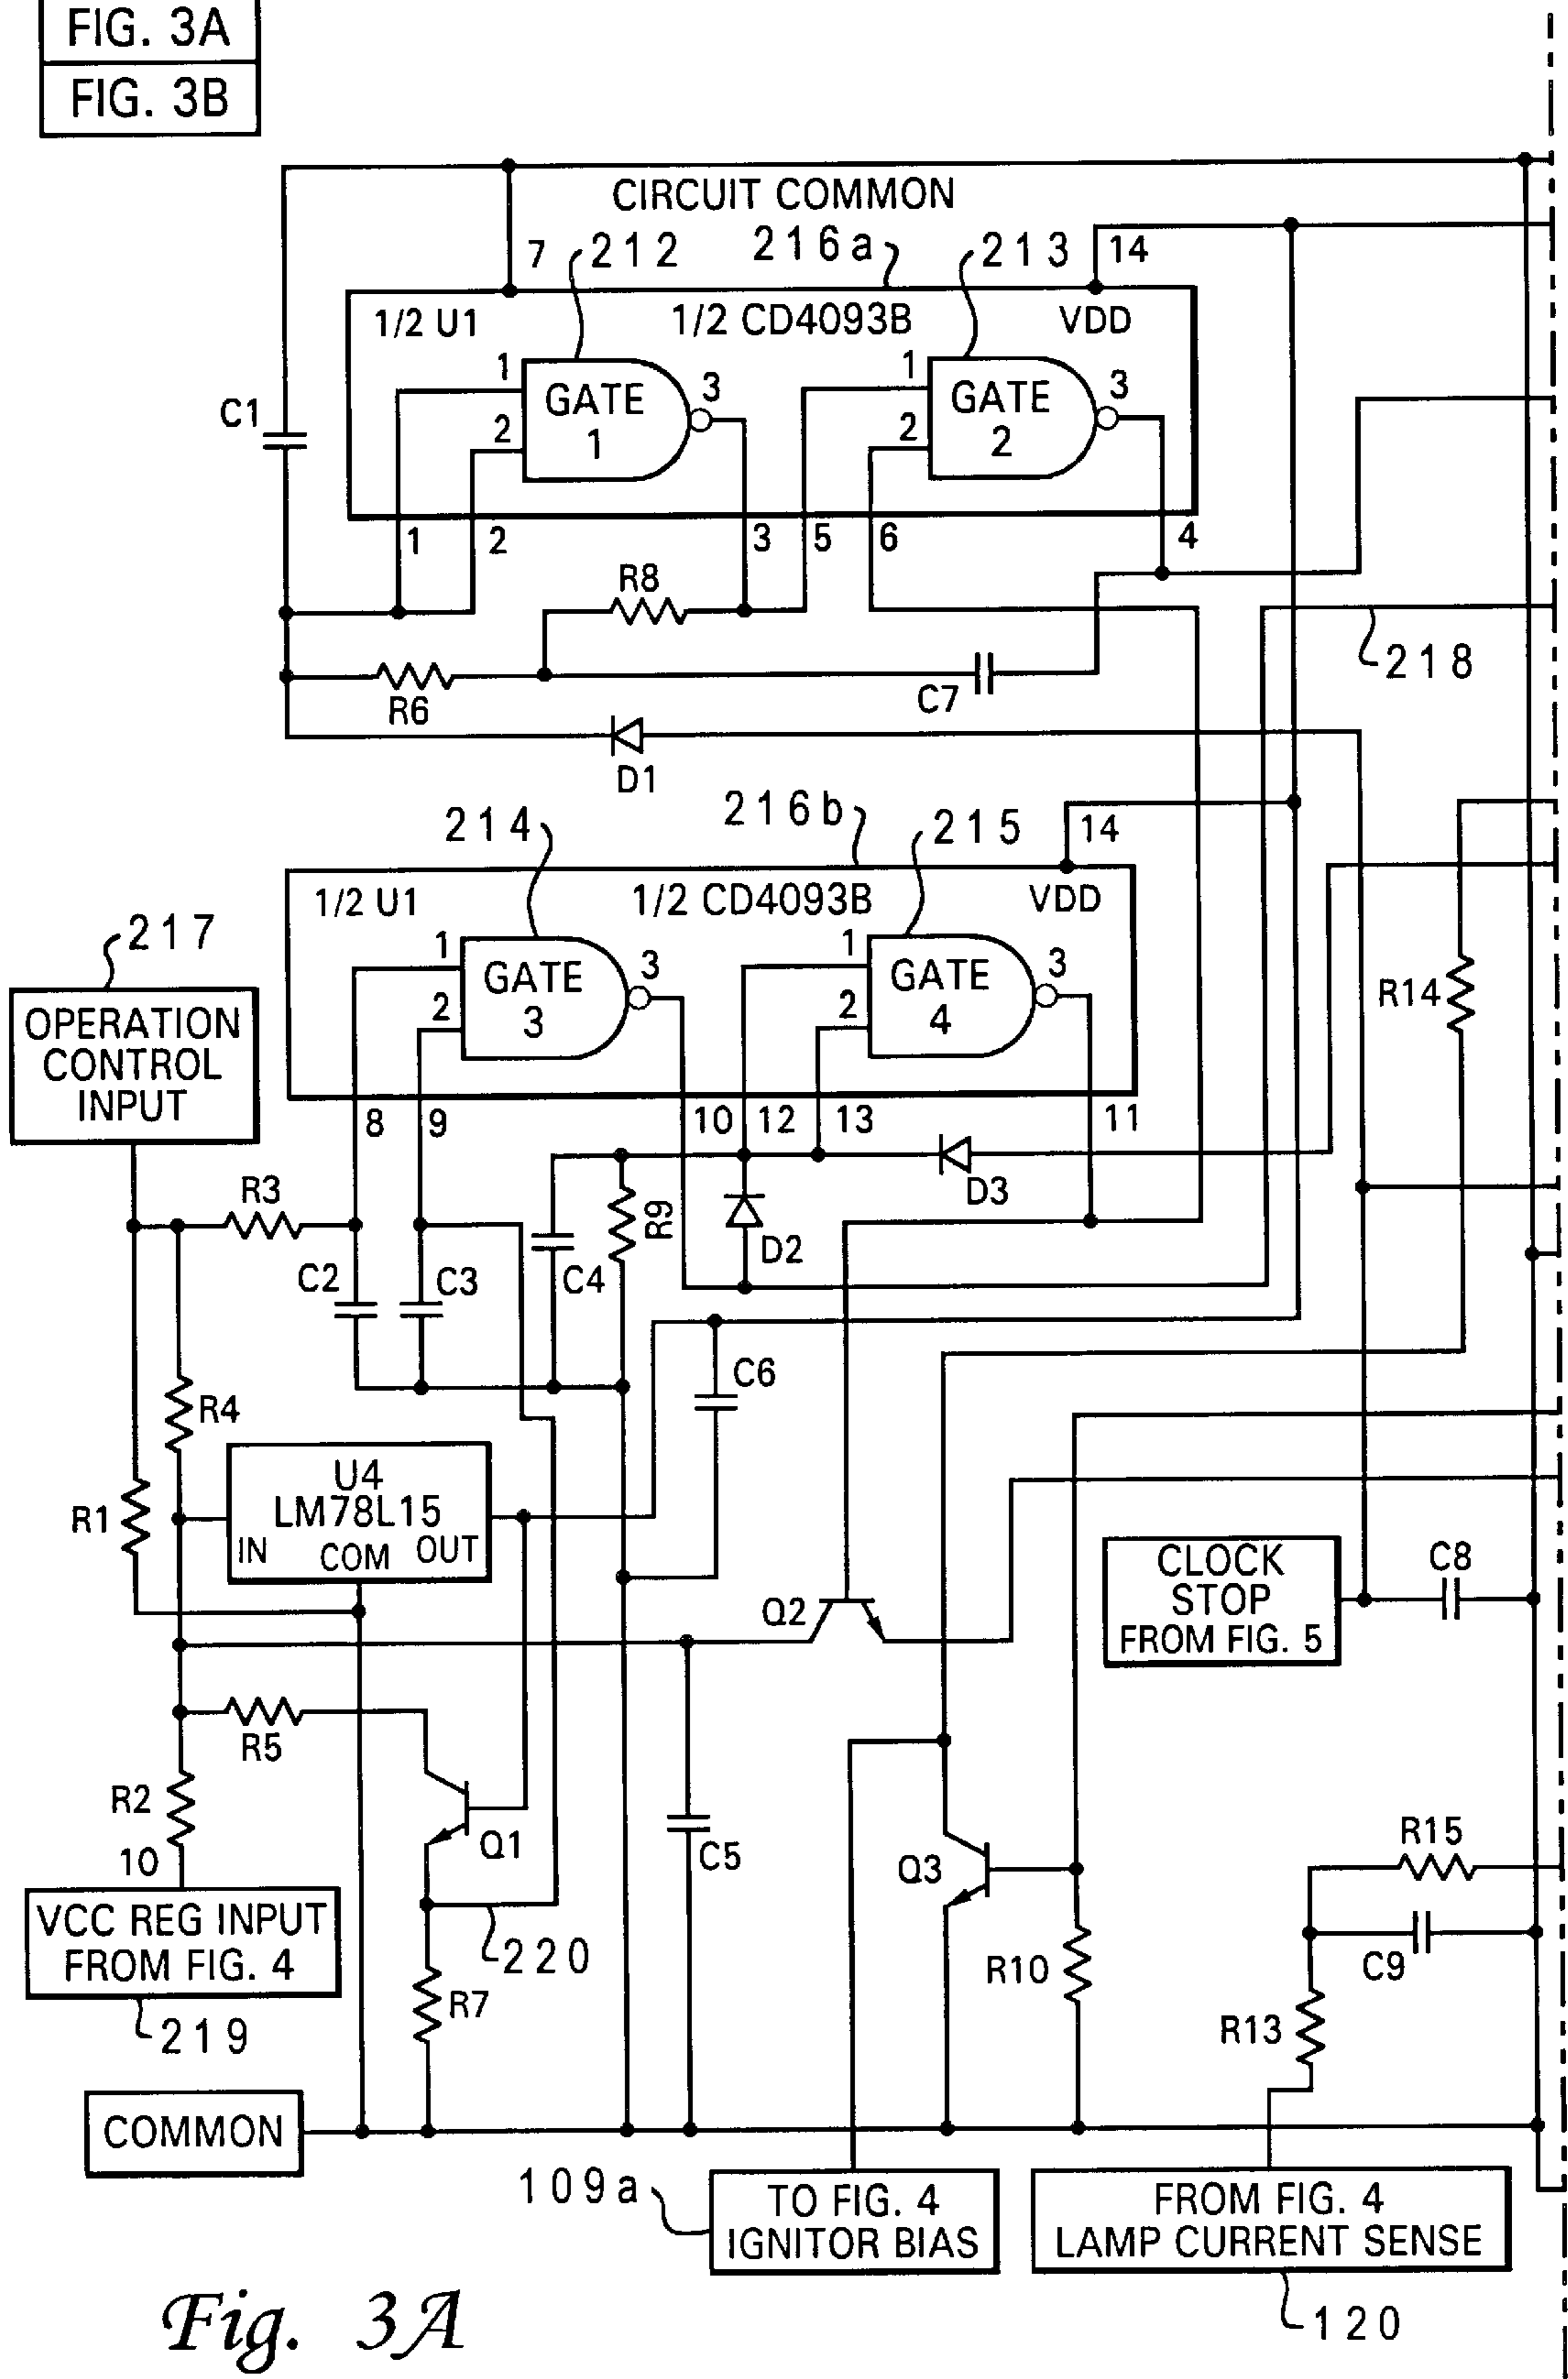 FIG. 3A
FIG. 3B
CIRCUIT COMMON
7
212
216a
213
14
1/2 U1
1/2 CD4093B
VDD
1
GATE
1
2
3
1
GATE
2
2
3
C1
1
2
3
5
6
4
R8
R6
C7
218
D1
214
216b
215
14
1/2 U1
1/2 CD4093B
VDD
217
1
GATE
3
2
3
1
GATE
4
2
3
R14
OPERATION
CONTROL
INPUT
8
9
10
12
13
11
R3
R9
D3
D2
C2
C3
C4
C6
R4
U4
LM78L15
IN
COM
OUT
R1
Q2
CLOCK
STOP
FROM FIG. 5
C8
R5
R2
10
Q1
C5
Q3
R15
VCC REG INPUT
FROM FIG. 4
220
R10
C9
219
R7
R13
COMMON
109a
TO FIG. 4
IGNITOR BIAS
FROM FIG. 4
LAMP CURRENT SENSE
120
Fig. 3A